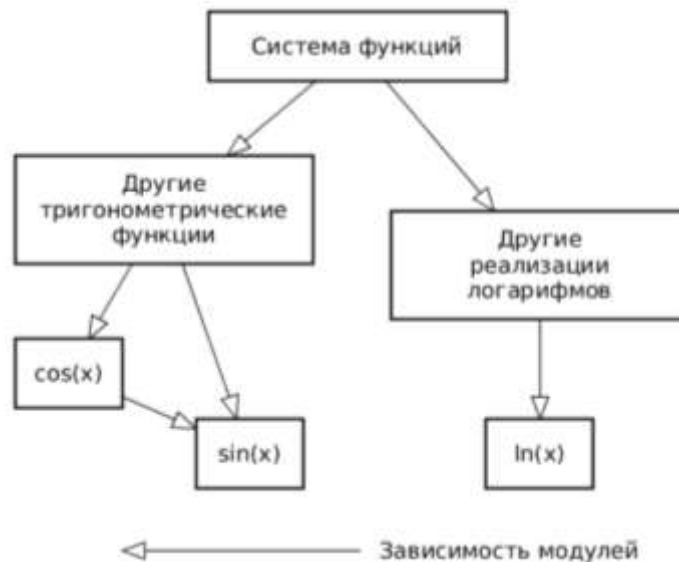 Система функций
Другие
тригонометрические
функции
Другие
реализации
логарифмов
cos(x)
sin(x)
ln(x)
Зависимость модулей